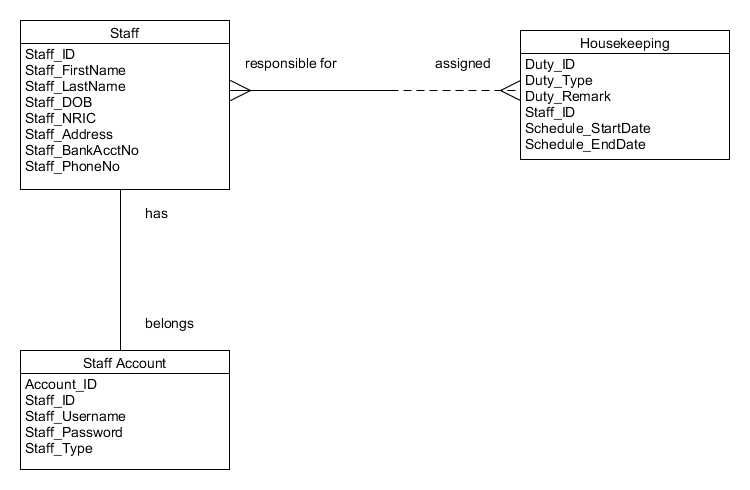 Staff
Staff_ID
Staff_FirstName
Staff_LastName
Staff_DOB
Staff_NRIC
Staff_Address
Staff_BankAcctNo
Staff_PhoneNo
responsible for
assigned
Housekeeping
Duty_ID
Duty_Type
Duty_Remark
Staff_ID
Schedule_StartDate
Schedule_EndDate
has
belongs
Staff Account
Account_ID
Staff_ID
Staff_Username
Staff_Password
Staff_Type